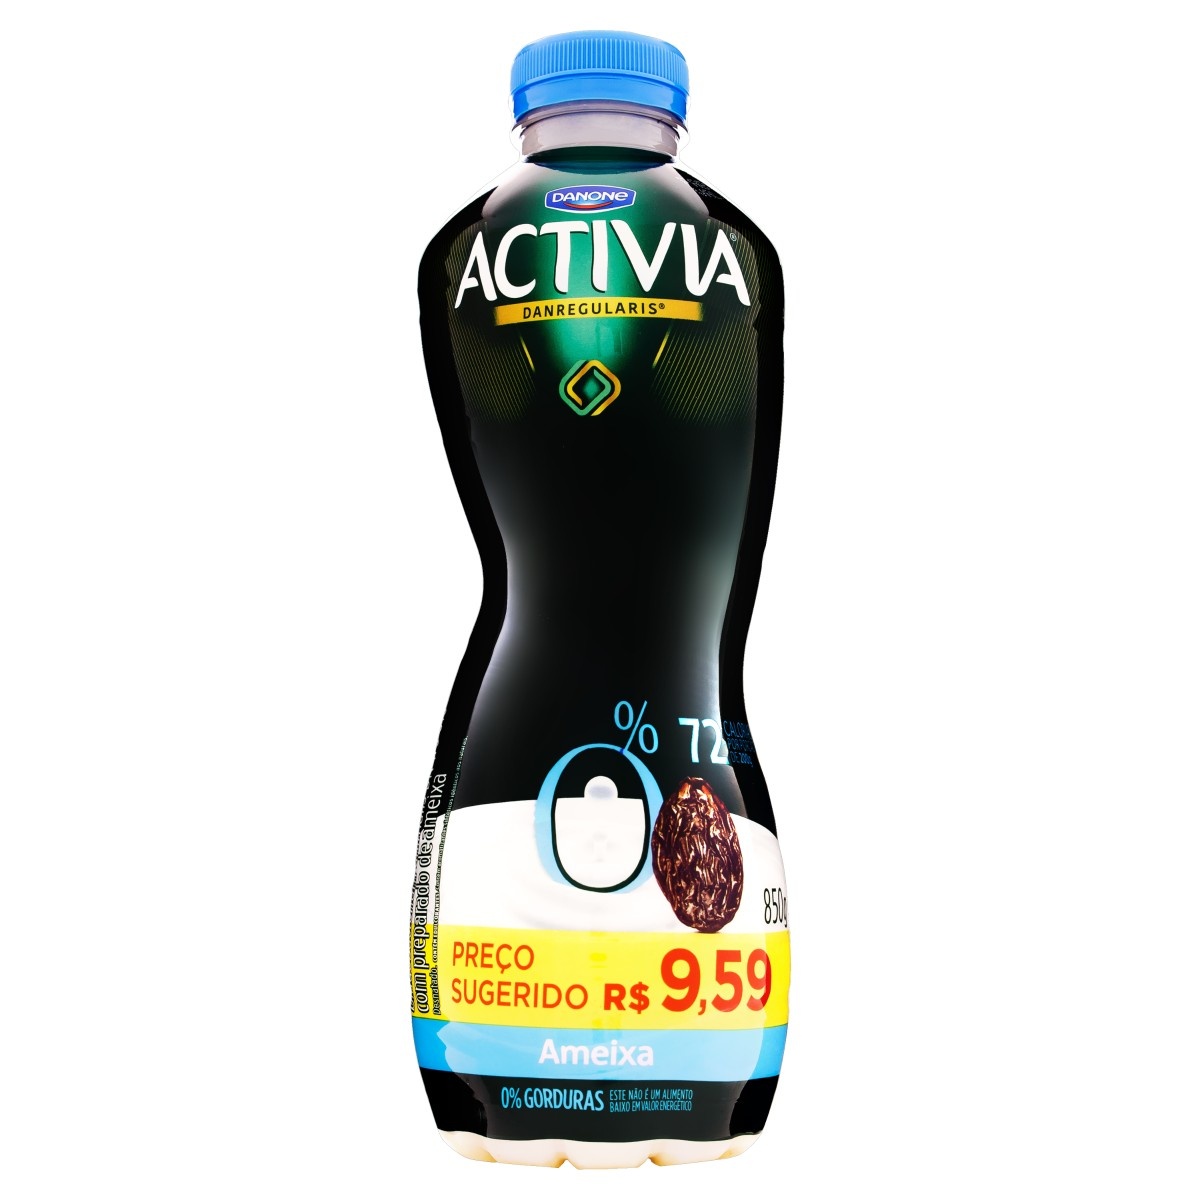 DANONE
ACTIVIA®
DANREGULARIS®
0%
72
850g
com preparado de ameixa
PREÇO
SUGERIDO R$ 9,59
Ameixa
0% GORDURAS
ESTE NÃO É UM ALIMENTO
BAIXO EM VALOR ENERGÉTICO